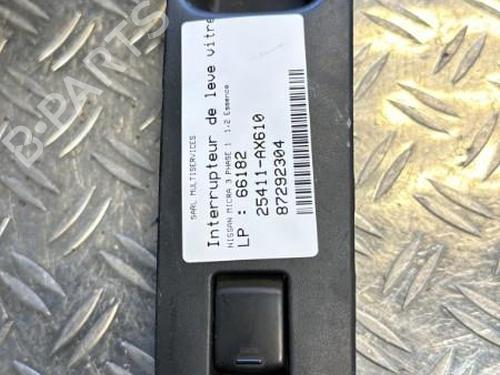 SARL MULTISERVICES
Interrupteur de leve vitre
NISSAN MICRA 3 PHASE 1 1.2 Essence
LP : 66182
25411-AX610
87292304
B-PARTS